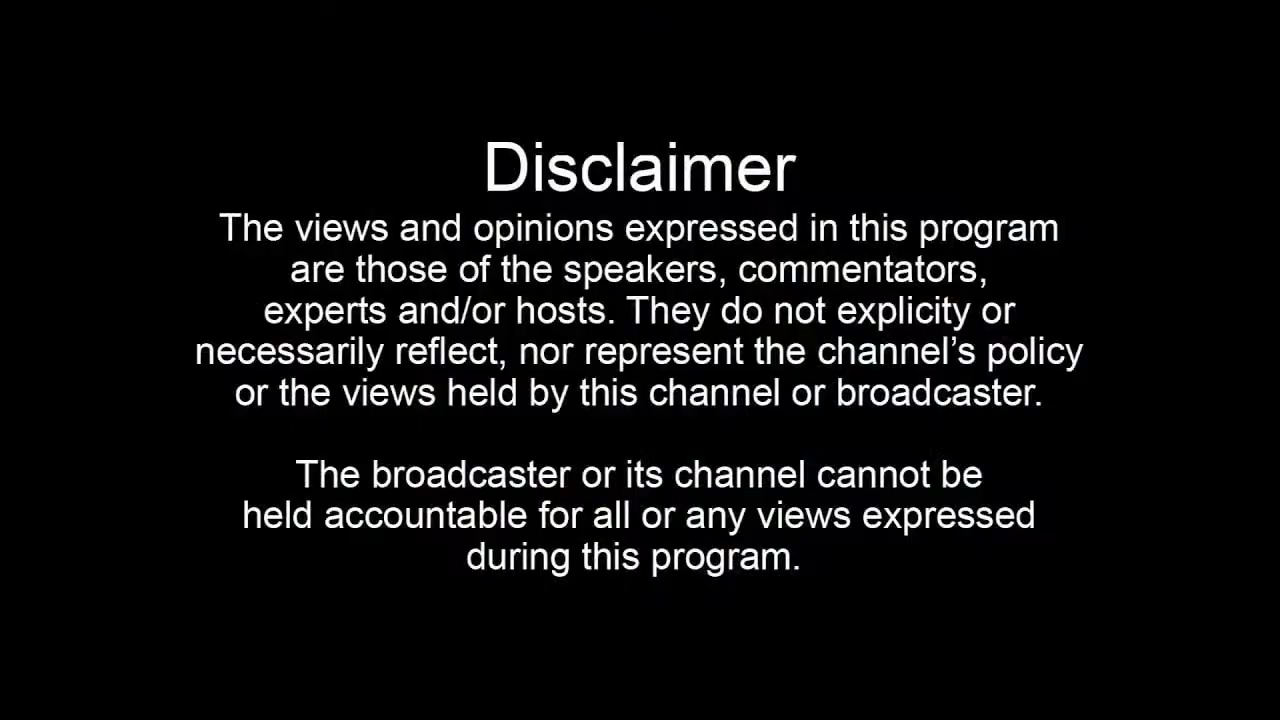 Disclaimer
The views and opinions expressed in this program
are those of the speakers, commentators,
experts and/or hosts. They do not explicity or
necessarily reflect, nor represent the channel’s policy
or the views held by this channel or broadcaster.
The broadcaster or its channel cannot be
held accountable for all or any views expressed
during this program.